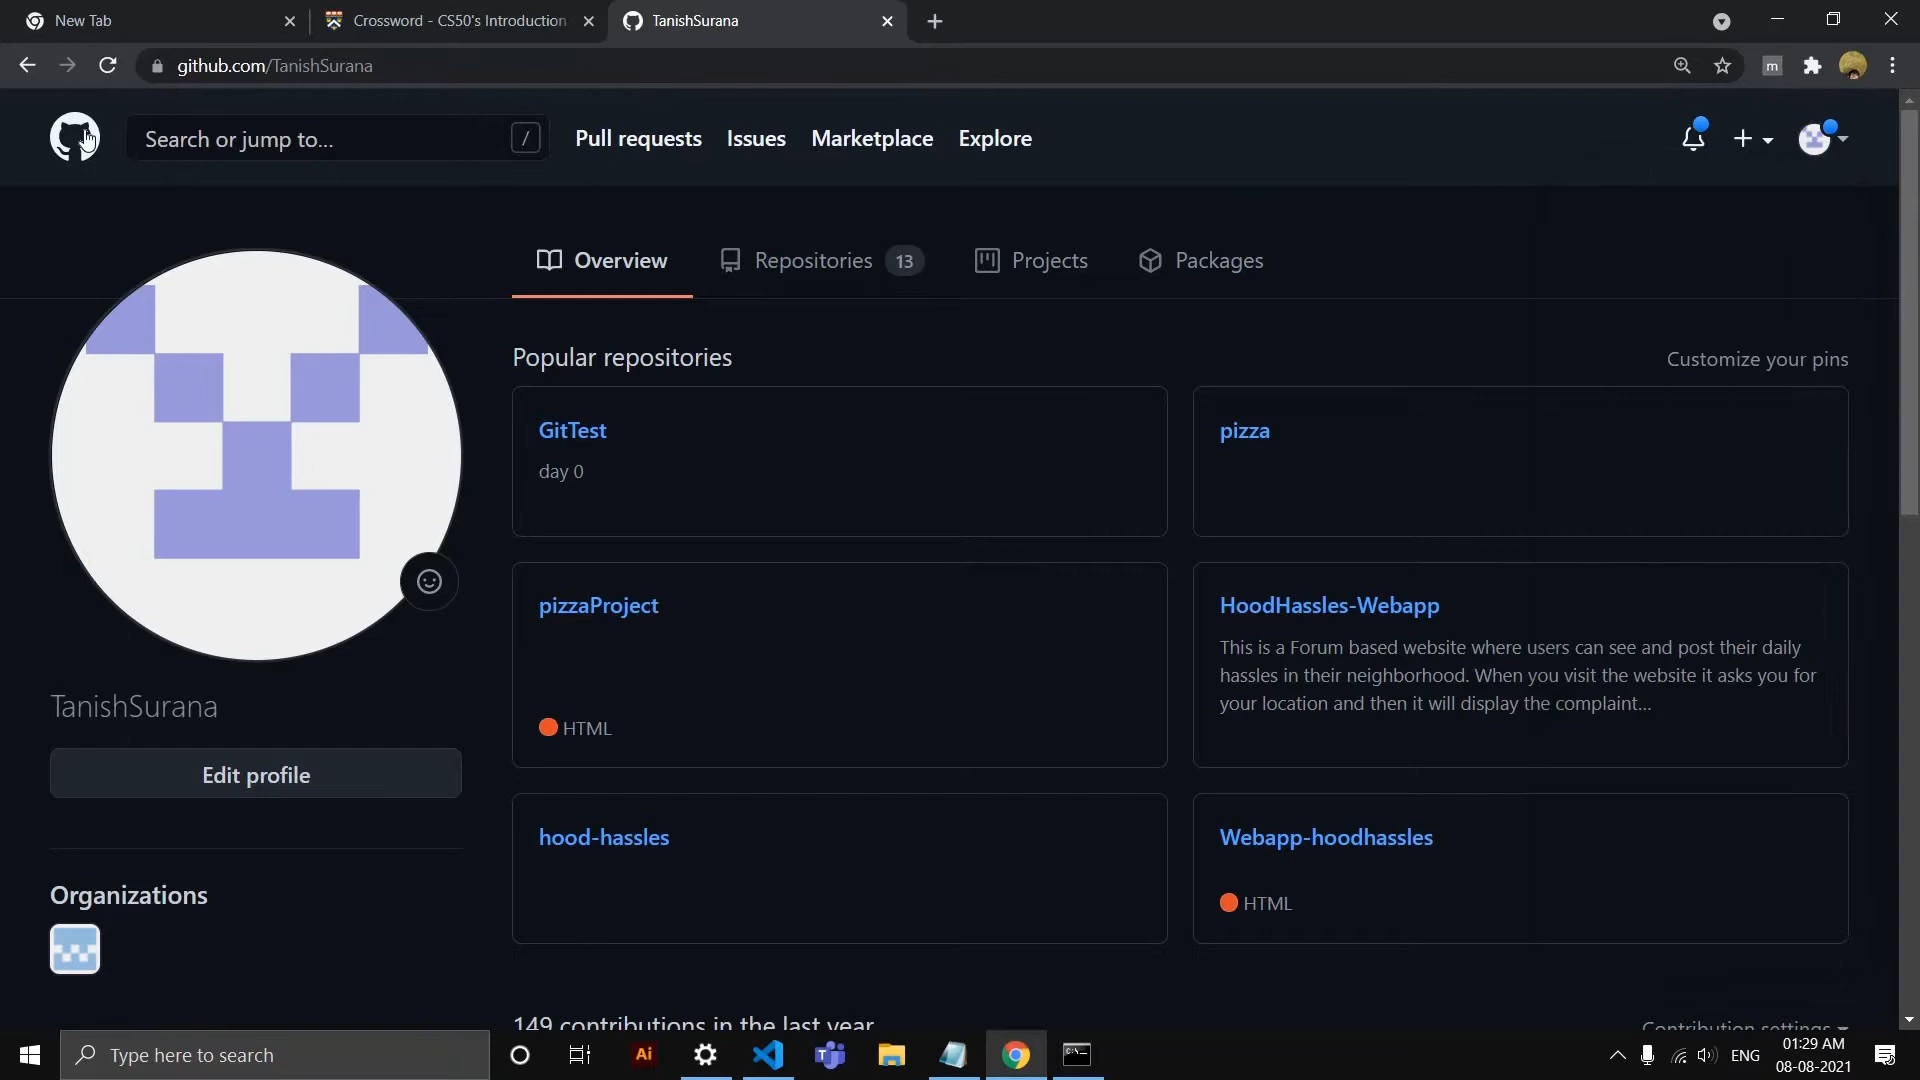 New Tab
Crossword - CS50's Introduction
TanishSurana
github.com/TanishSurana
m
Search or jump to...
/
Pull requests
Issues
Marketplace
Explore
Overview
Repositories 13
Projects
Packages
Popular repositories
Customize your pins
GitTest
day 0
pizza
pizzaProject
HTML
HoodHassles-Webapp
This is a Forum based website where users can see and post their daily
hassles in their neighborhood. When you visit the website it asks you for
your location and then it will display the complaint...
hood-hassles
Webapp-hoodhassles
HTML
TanishSurana
Edit profile
Organizations
149 contributions in the last year
Contribution settings
Type here to search
Ai
ENG
01:29 AM
08-08-2021